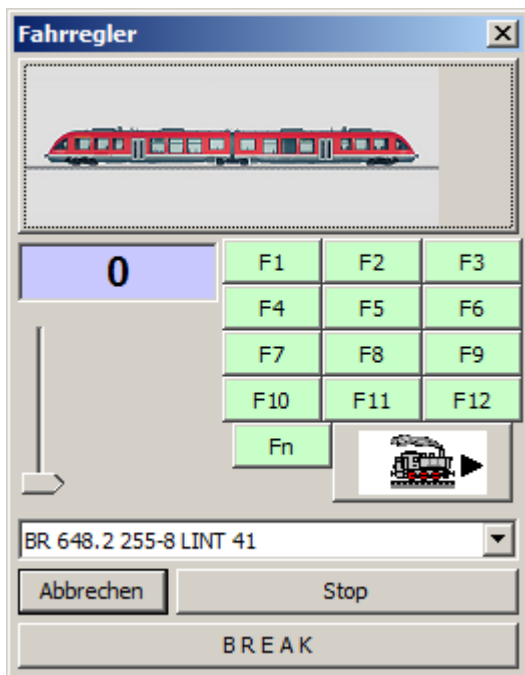 Fahrregler
0
F1 F2 F3
F4 F5 F6
F7 F8 F9
F10 F11 F12
Fn
BR 648.2 255-8 LINT 41
Abbrechen Stop
B R E A K